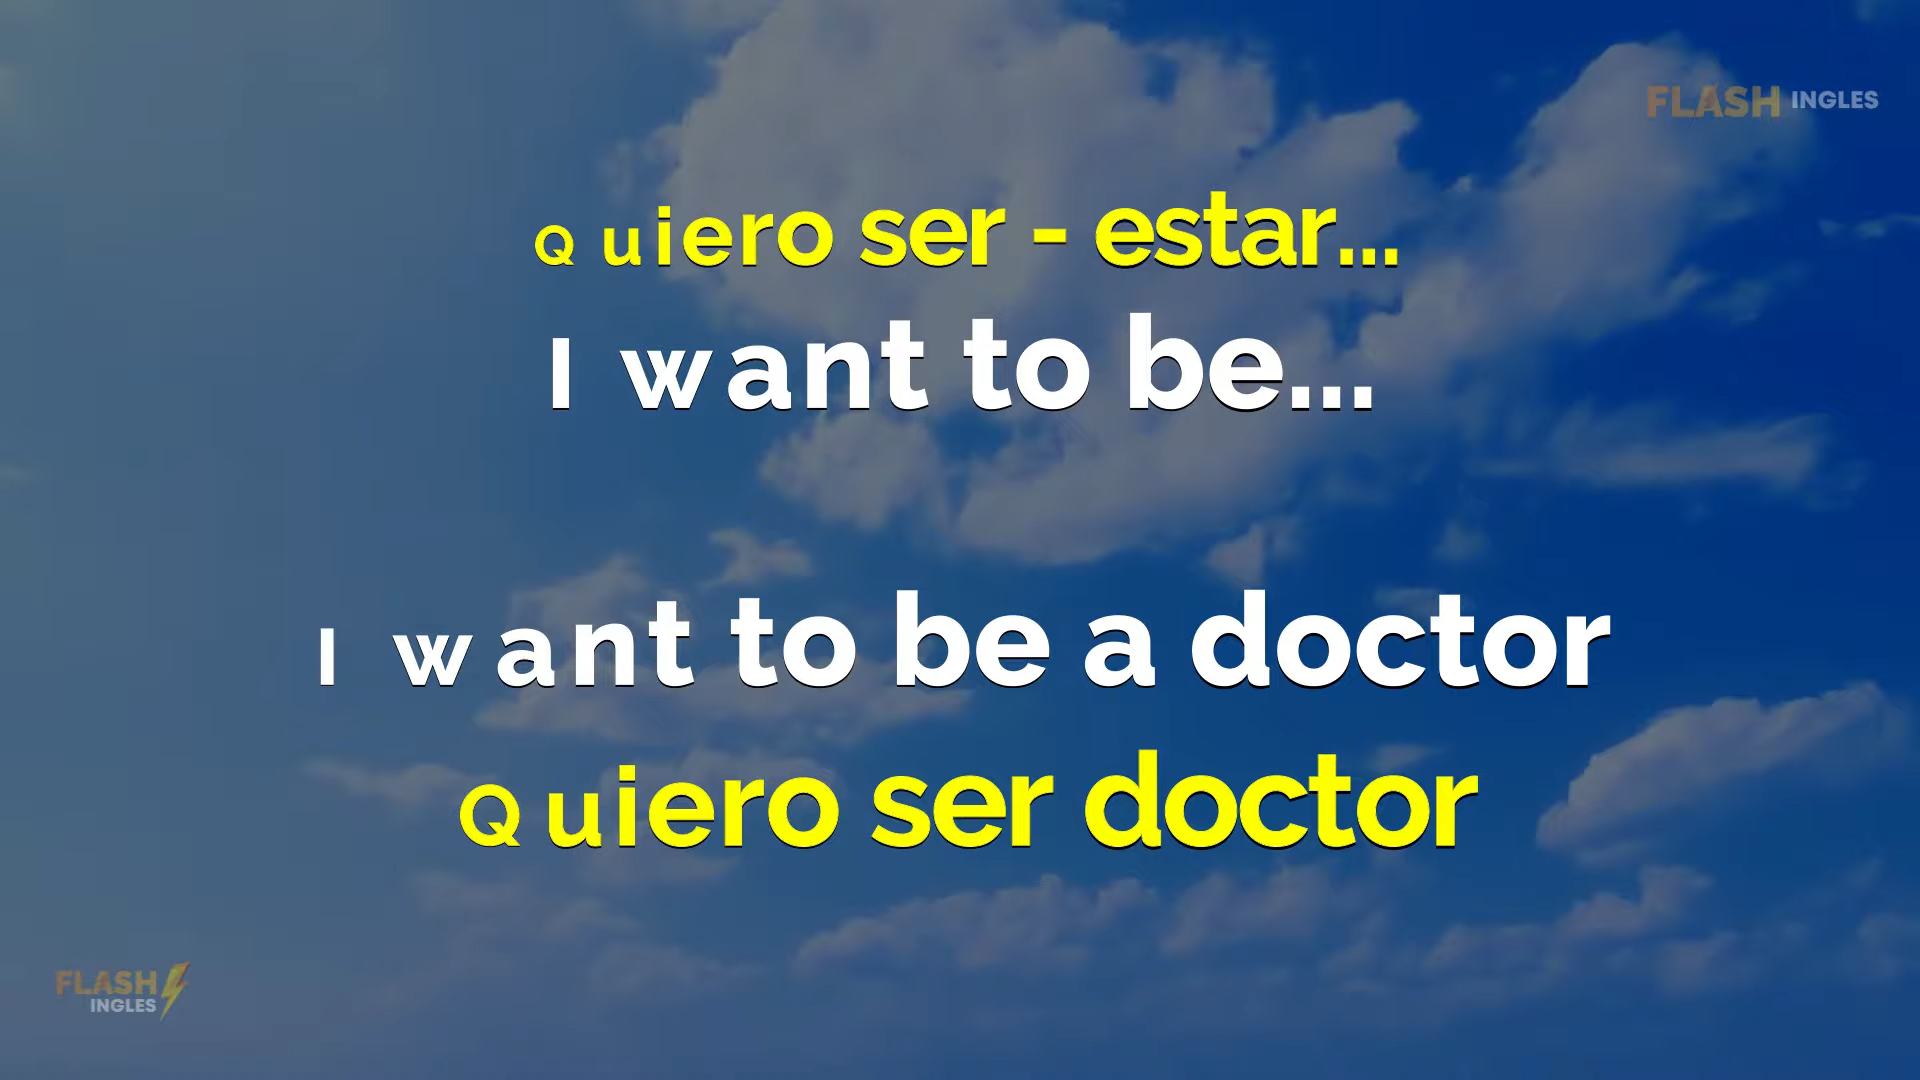 FLASH INGLES
Quiero ser - estar...
I want to be...
I want to be a doctor
Quiero ser doctor
FLASH
INGLES